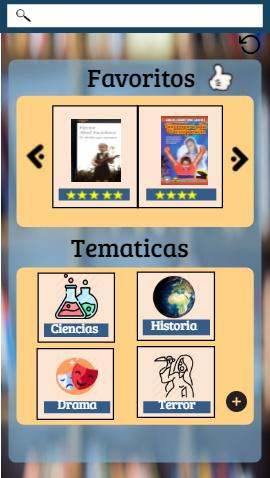 Favoritos
Tematicas
Ciencias
Historia
Drama
Terror